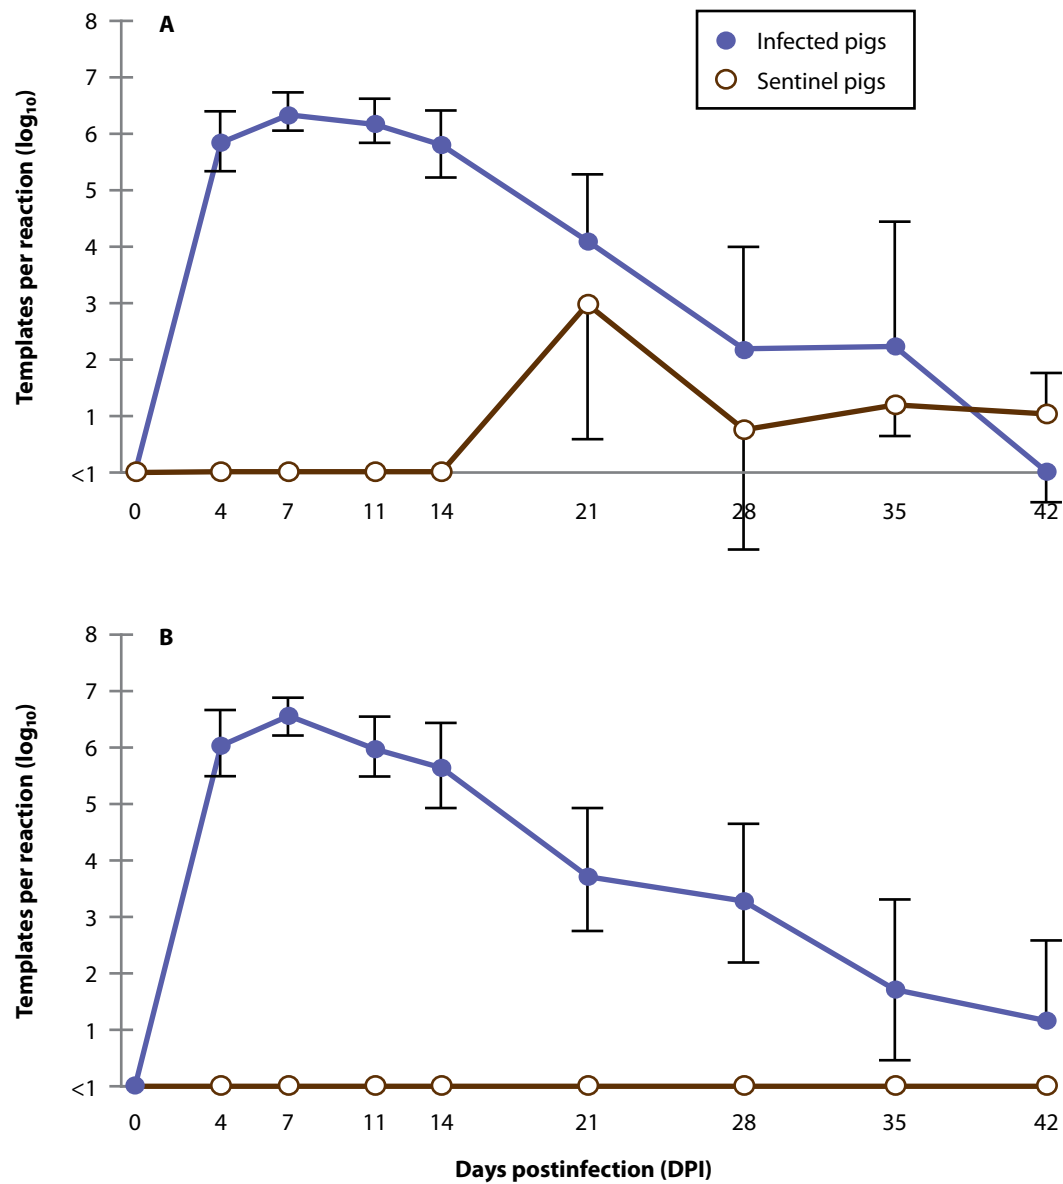 A
Infected pigs
Sentinel pigs
Templates per reaction (log₁₀)
8
7
6
5
4
3
2
1
<1
0 4 7 11 14 21 28 35 42
B
Templates per reaction (log₁₀)
8
7
6
5
4
3
2
1
<1
0 4 7 11 14 21 28 35 42
Days postinfection (DPI)